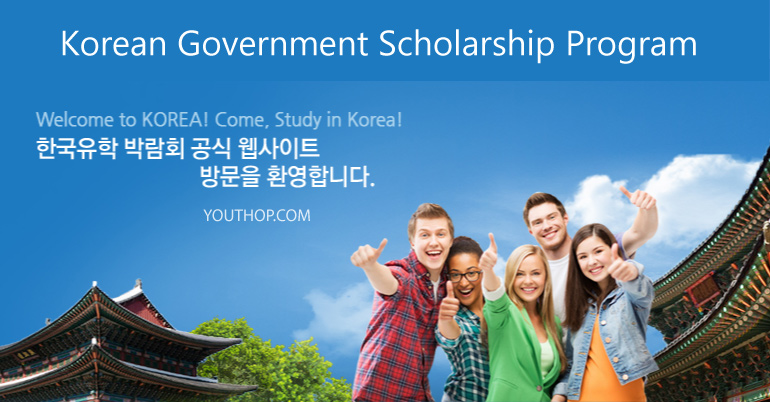 Korean Government Scholarship Program
Welcome to KOREA! Come, Study in Korea!
한국유학 박람회 공식 웹사이트
방문을 환영합니다.
YOUTHOP.COM